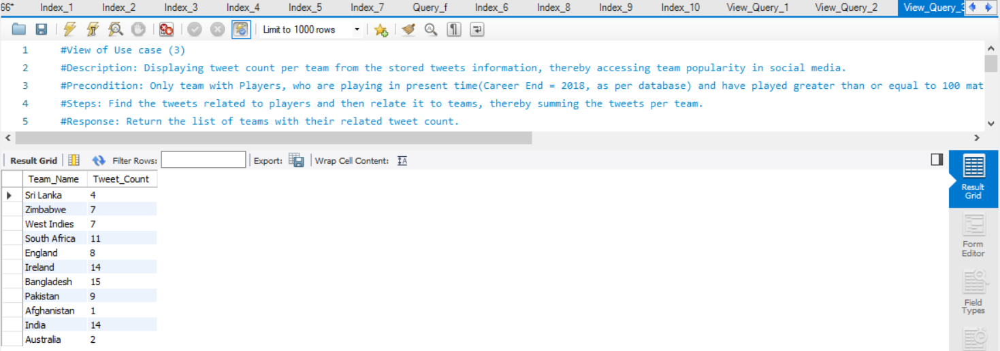 66* Index_1 Index_2 Index_3 Index_4 Index_5 Index_7 Query_f Index_6 Index_8 Index_9 Index_10 View_Query_1 View_Query_2 View_Query_3
Limit to 1000 rows
1 #View of Use case (3)
2 #Description: Displaying tweet count per team from the stored tweets information, thereby accessing team popularity in social media.
3 #Precondition: Only team with Players, who are playing in present time(Career End = 2018, as per database) and have played greater than or equal to 100 mat
4 #Steps: Find the tweets related to players and then relate it to teams, thereby summing the tweets per team.
5 #Response: Return the list of teams with their related tweet count.
Result Grid Filter Rows: Export: Wrap Cell Content: IA
Team_Name Tweet_Count
Sri Lanka 4
Zimbabwe 7
West Indies 7
South Africa 11
England 8
Ireland 14
Bangladesh 15
Pakistan 9
Afghanistan 1
India 14
Australia 2
Result
Grid
Form
Editor
Field
Types